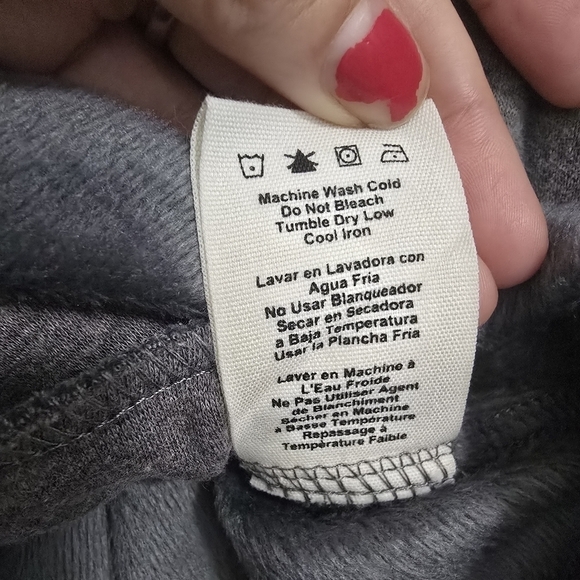 Machine Wash Cold
Do Not Bleach
Tumble Dry Low
Cool Iron
Lavar en Lavadora con
Agua Fria
No Usar Blanqueador
Secar en Secadora
a Baja Temperatura
Usar la Plancha Fria
Laver en Machine à
L'Eau Froide
Ne Pas Utiliser Agent
de Blanchiment
Sécher en Machine
à Basse Température
Repassage à
Température Faible